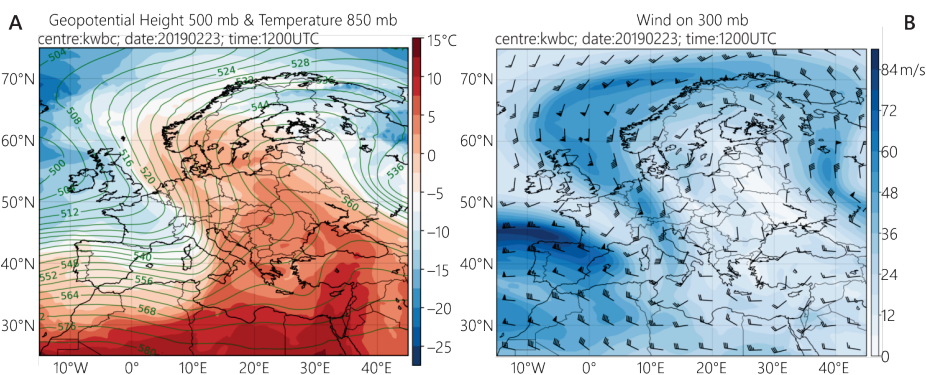 A
Geopotential Height 500 mb & Temperature 850 mb
centre:kwbc; date:20190223; time:1200UTC
70°N
60°N
50°N
40°N
30°N
10°W
0°
10°E
20°E
30°E
40°E
504
524
528
508
544
516
520
500
536
512
560
540
552
556
564
568
576
15°C
10
5
0
−5
−10
−15
−20
−25
Wind on 300 mb
B
centre:kwbc; date:20190223; time:1200UTC
70°N
60°N
50°N
40°N
30°N
10°W
0°
10°E
20°E
30°E
40°E
84 m/s
72
60
48
36
24
12
0